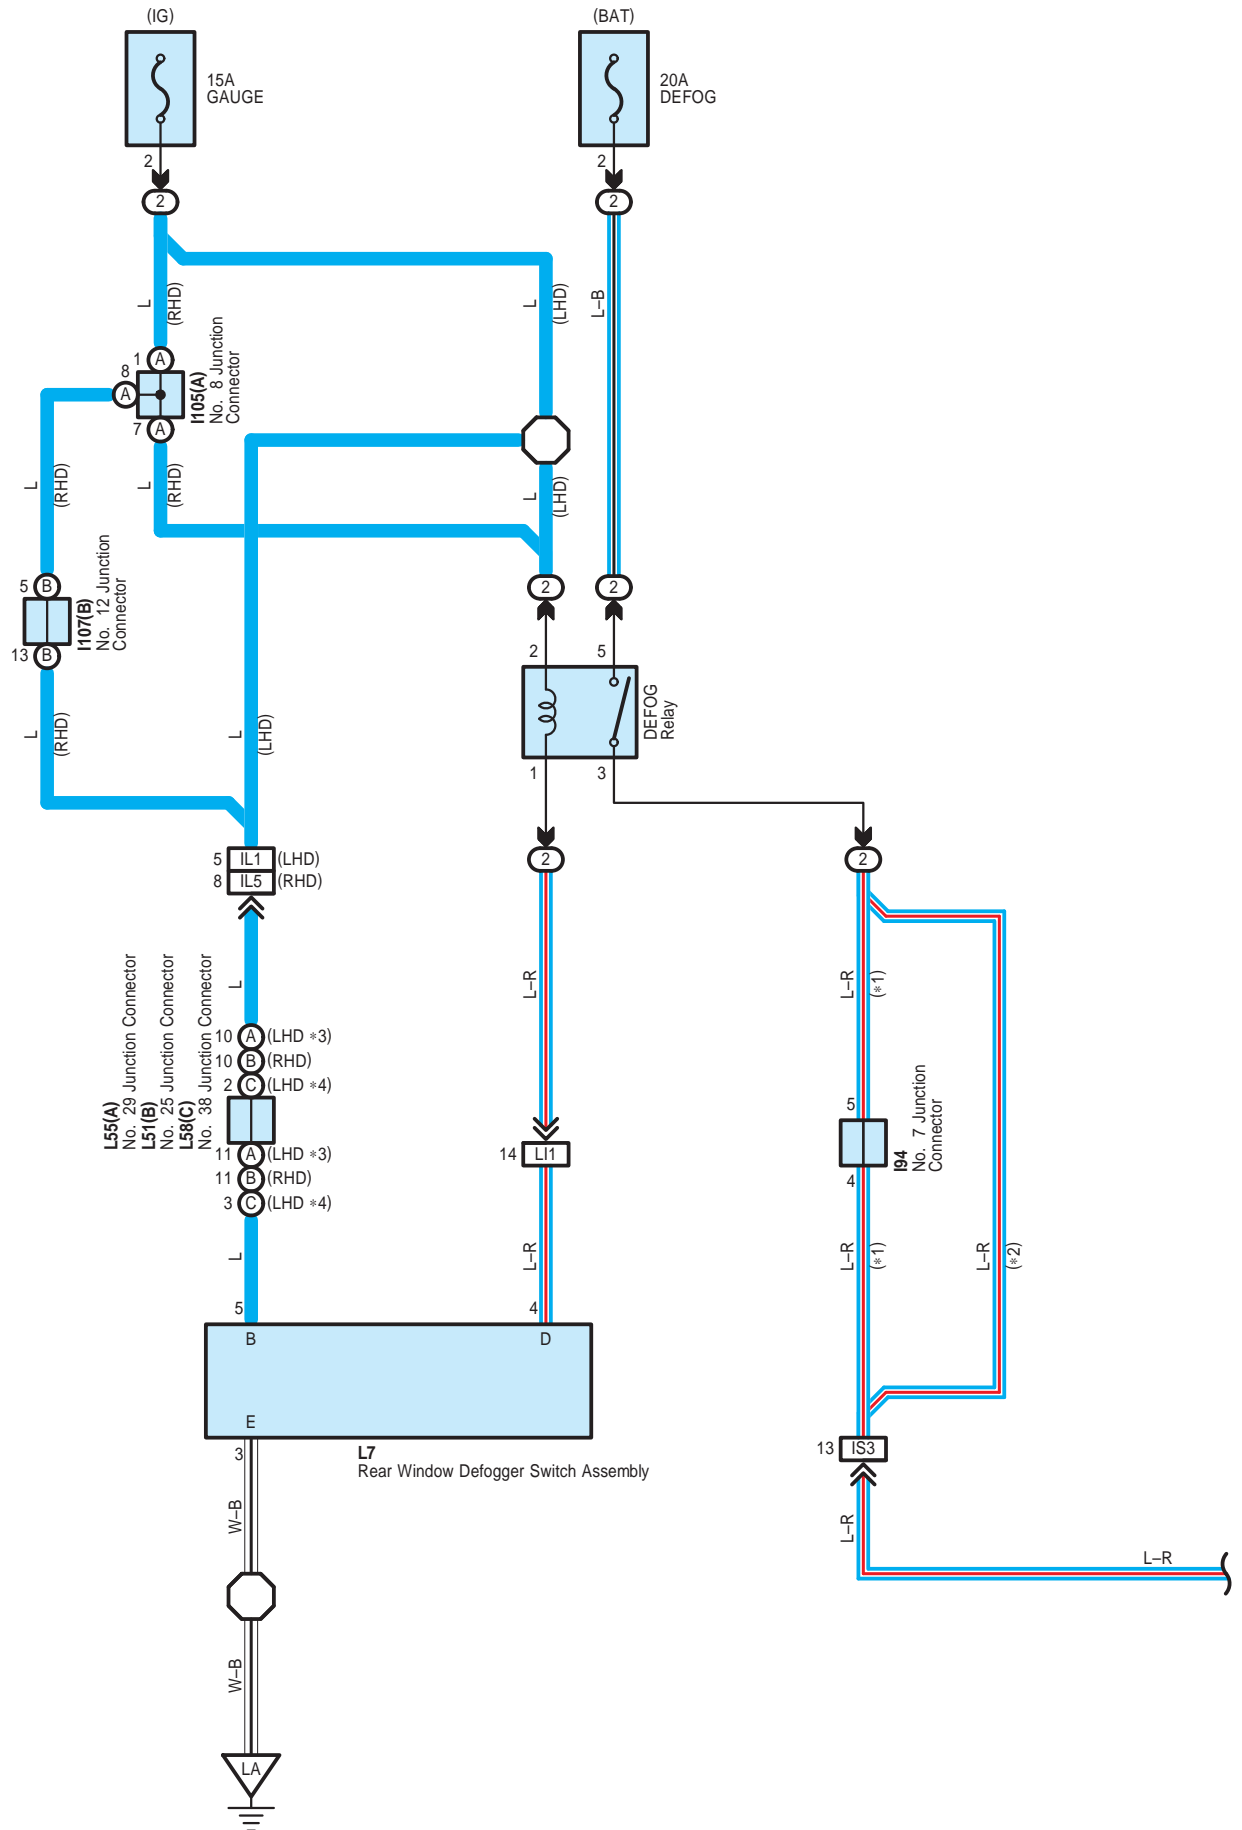 (IG)
(BAT)
15A
GAUGE
20A
DEFOG
2
2
2
2
L
(RHD)
L
(LHD)
L–B
1 A
8
A
7 A
I105(A)
No. 8 Junction
Connector
L
(RHD)
L
(RHD)
L
(LHD)
5 B
13 B
I107(B)
No. 12 Junction
Connector
2
2
2
5
DEFOG
Relay
1
3
L
(RHD)
L
(LHD)
5 IL1 (LHD)
8 IL5 (RHD)
2
2
L
L–R
L–R
(*1)
L55(A)
No. 29 Junction Connector
L51(B)
No. 25 Junction Connector
L58(C)
No. 38 Junction Connector
10 A (LHD *3)
10 B (RHD)
2 C (LHD *4)
11 A (LHD *3)
11 B (RHD)
3 C (LHD *4)
14 LI1
5
4
I94
No. 7 Junction
Connector
L
L–R
L–R
(*1)
L–R
(*2)
5
4
B
D
E
3
L7
Rear Window Defogger Switch Assembly
13 IS3
W–B
L–R
L–R
W–B
LA